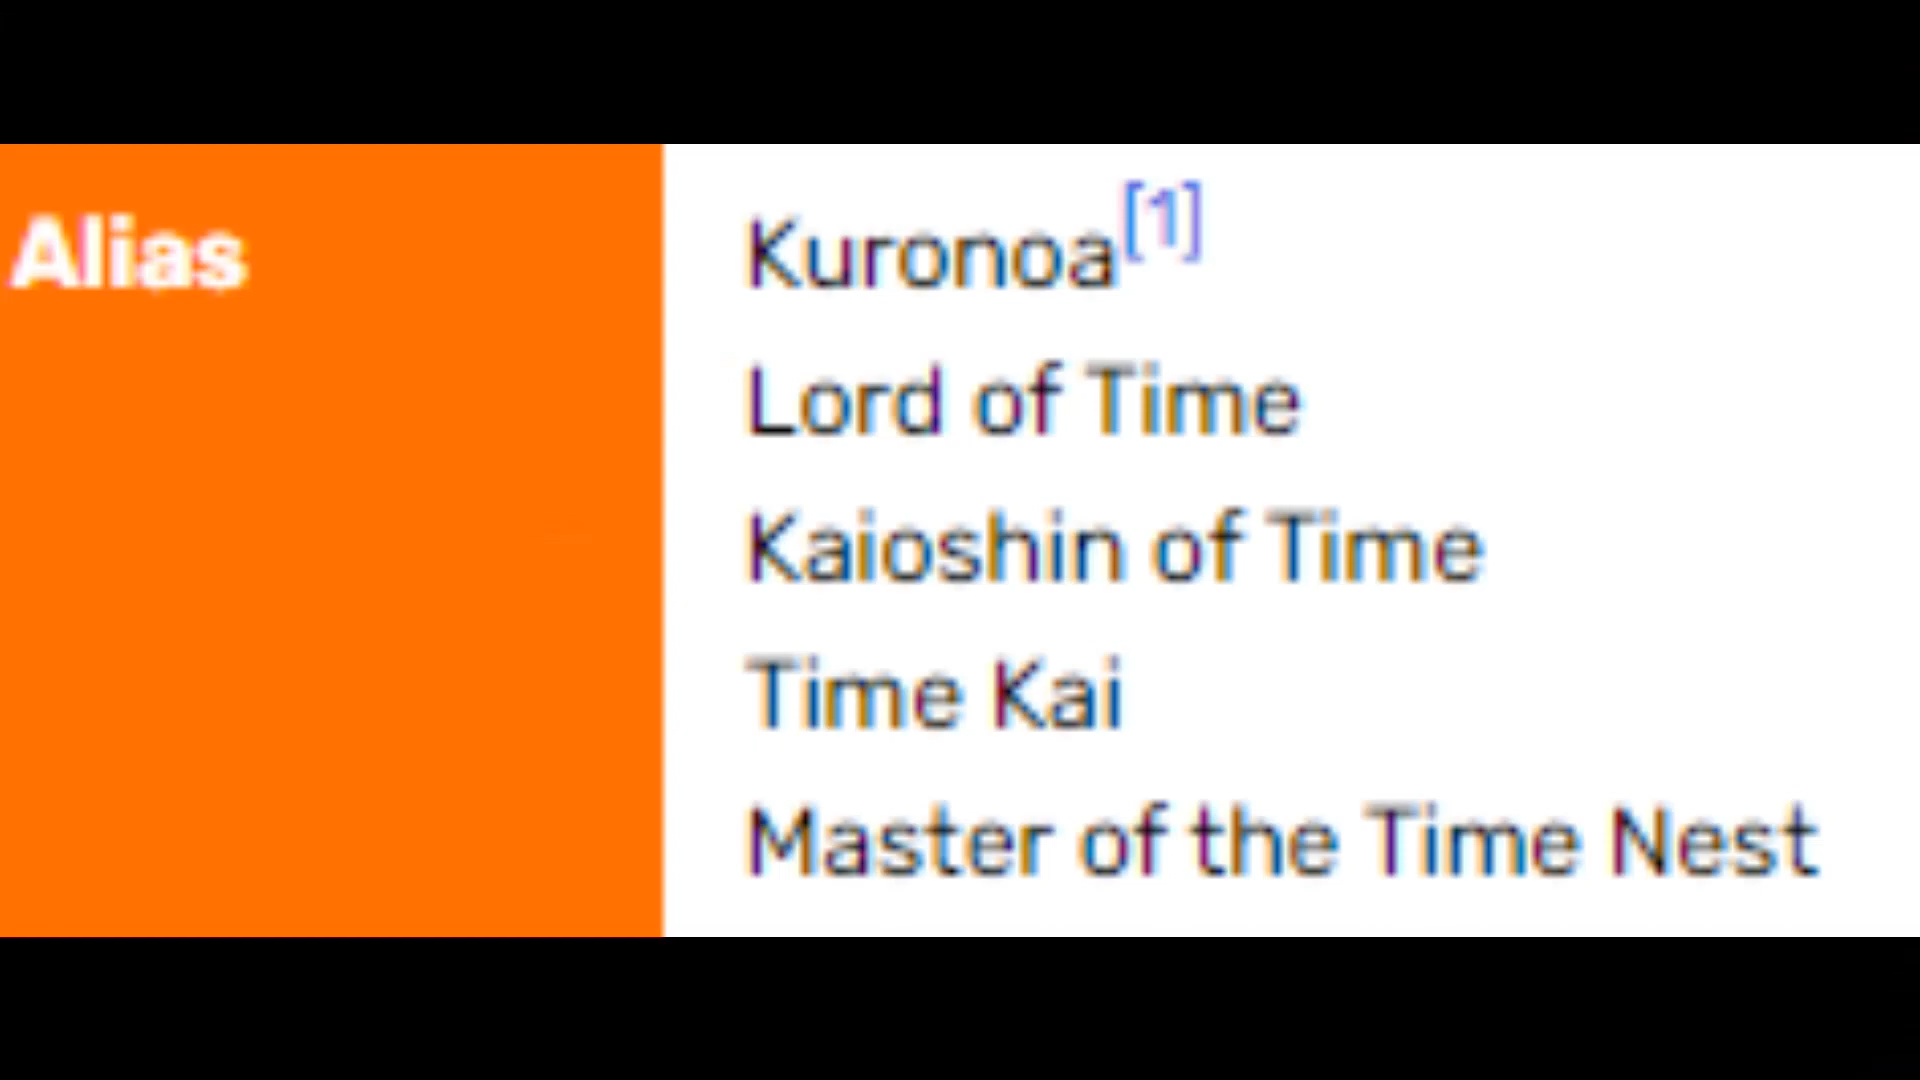 Alias
Kuronoa[1]
Lord of Time
Kaioshin of Time
Time Kai
Master of the Time Nest